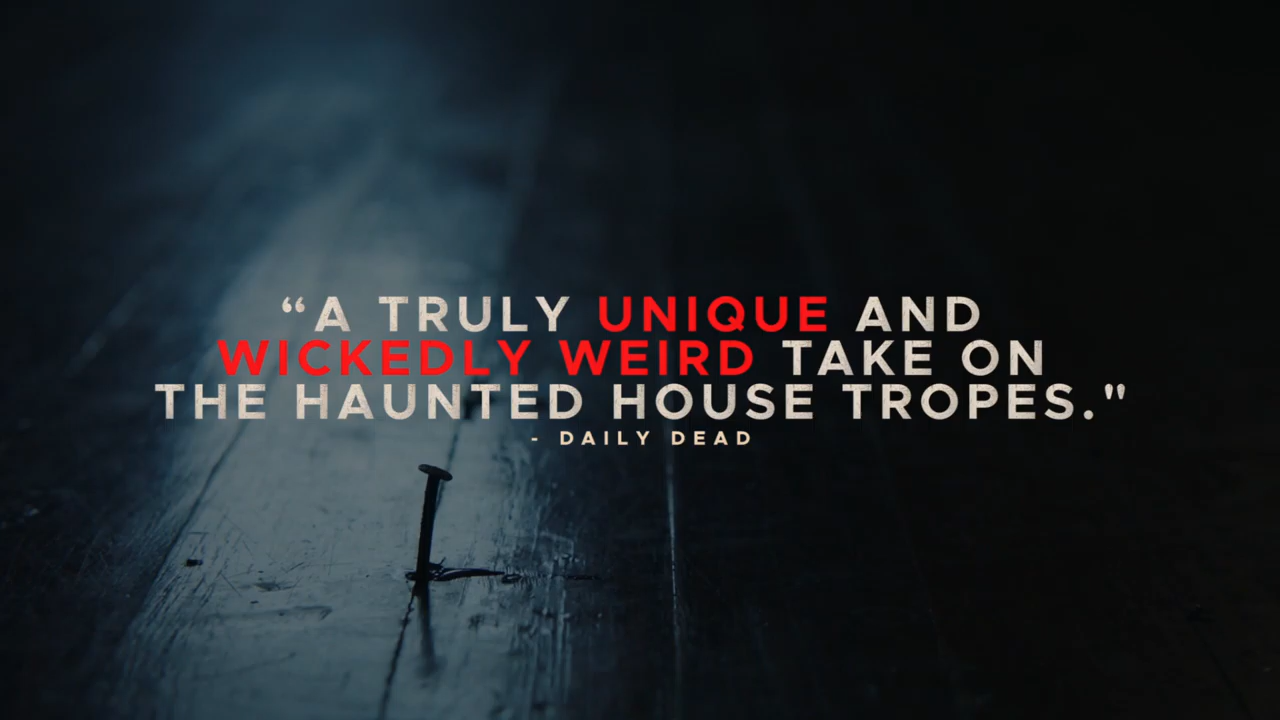 “A TRULY UNIQUE AND
WICKEDLY WEIRD TAKE ON
THE HAUNTED HOUSE TROPES."
- DAILY DEAD